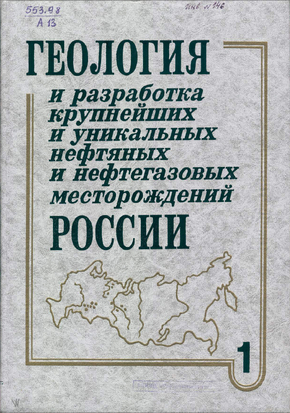 553.98
А 13
ГЕОЛОГИЯ
и разработка
крупнейших
и уникальных
нефтяных
и нефтегазовых
месторождений
РОССИИ
1